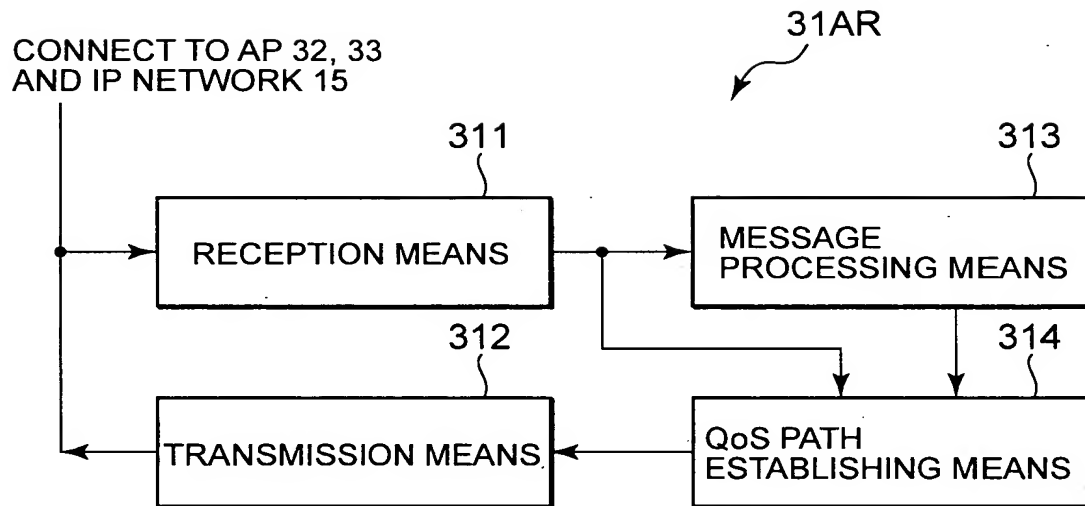 CONNECT TO AP 32, 33
AND IP NETWORK 15
31AR
311
RECEPTION MEANS
313
MESSAGE
PROCESSING MEANS
312
TRANSMISSION MEANS
314
QoS PATH
ESTABLISHING MEANS